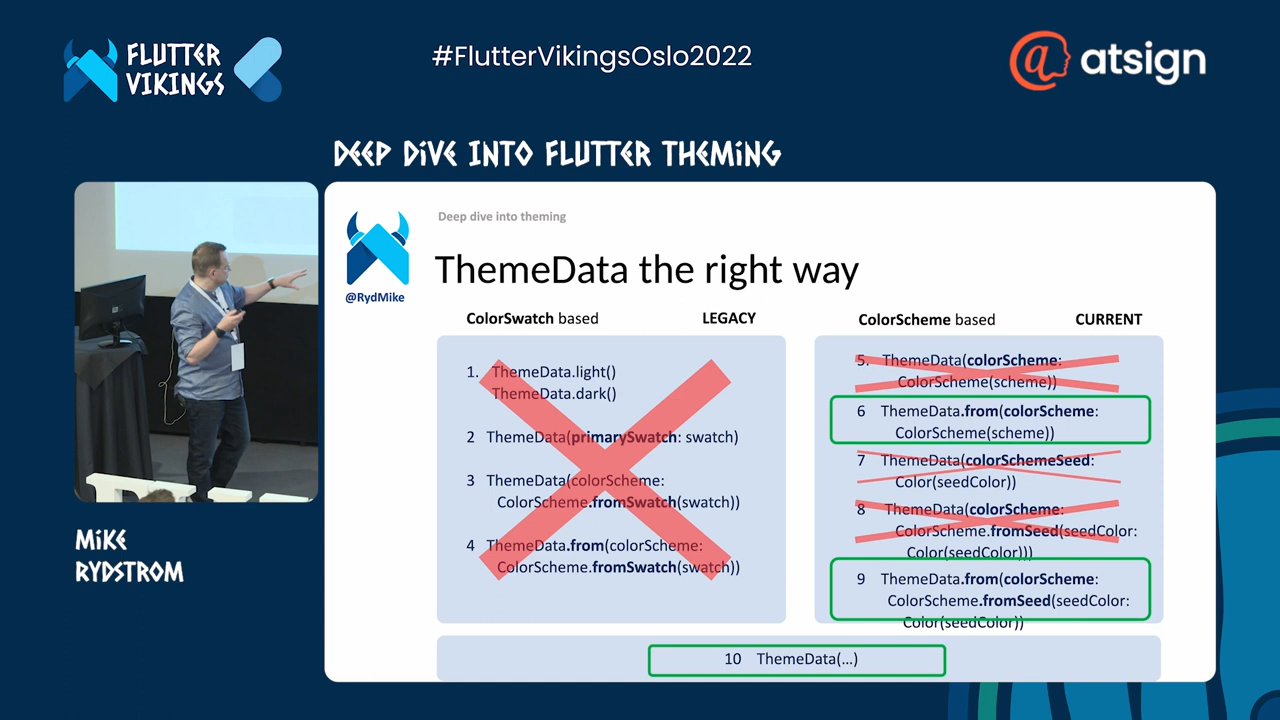 FLUTTER
VIKINGS
#FlutterVikingsOslo2022
@ atsign
DEEP DIVE INTO FLUTTER THEMING
Deep dive into theming
ThemeData the right way
@RydMike
ColorSwatch based LEGACY
1. ThemeData.light()
ThemeData.dark()
2 ThemeData(primarySwatch: swatch)
3 ThemeData(colorScheme:
ColorScheme.fromSwatch(swatch))
4 ThemeData.from(colorScheme:
ColorScheme.fromSwatch(swatch))
ColorScheme based CURRENT
5. ThemeData(colorScheme:
ColorScheme(scheme))
6 ThemeData.from(colorScheme:
ColorScheme(scheme))
7 ThemeData(colorSchemeSeed:
Color(seedColor))
8 ThemeData(colorScheme:
ColorScheme.fromSeed(seedColor:
Color(seedColor)))
9 ThemeData.from(colorScheme:
ColorScheme.fromSeed(seedColor:
Color(seedColor))
10 ThemeData(...)
MIKE
RYDSTROM